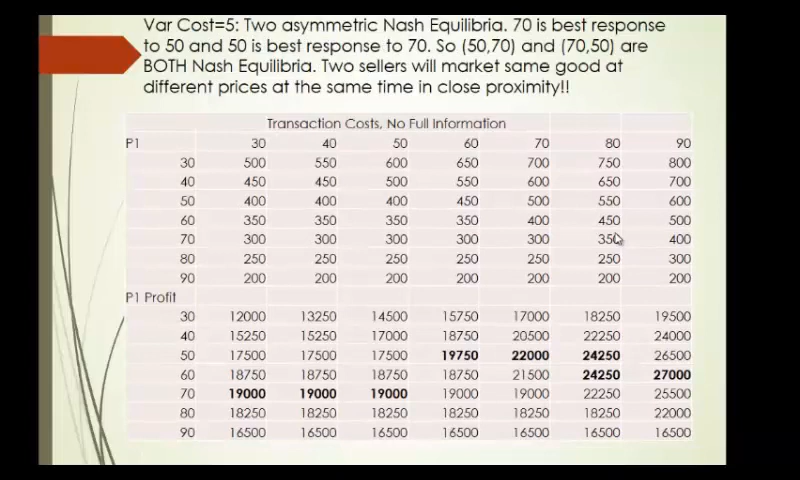 Var Cost=5: Two asymmetric Nash Equilibria. 70 is best response
to 50 and 50 is best response to 70. So (50,70) and (70,50) are
BOTH Nash Equilibria. Two sellers will market same good at
different prices at the same time in close proximity!!
Transaction Costs, No Full Information
P1 30 40 50 60 70 80 90
30 500 550 600 650 700 750 800
40 450 450 500 550 600 650 700
50 400 400 400 450 500 550 600
60 350 350 350 350 400 450 500
70 300 300 300 300 300 350 400
80 250 250 250 250 250 250 300
90 200 200 200 200 200 200 200
P1 Profit
30 12000 13250 14500 15750 17000 18250 19500
40 15250 15250 17000 18750 20500 22250 24000
50 17500 17500 17500 19750 22000 24250 26500
60 18750 18750 18750 18750 21500 24250 27000
70 19000 19000 19000 19000 19000 22250 25500
80 18250 18250 18250 18250 18250 18250 22000
90 16500 16500 16500 16500 16500 16500 16500